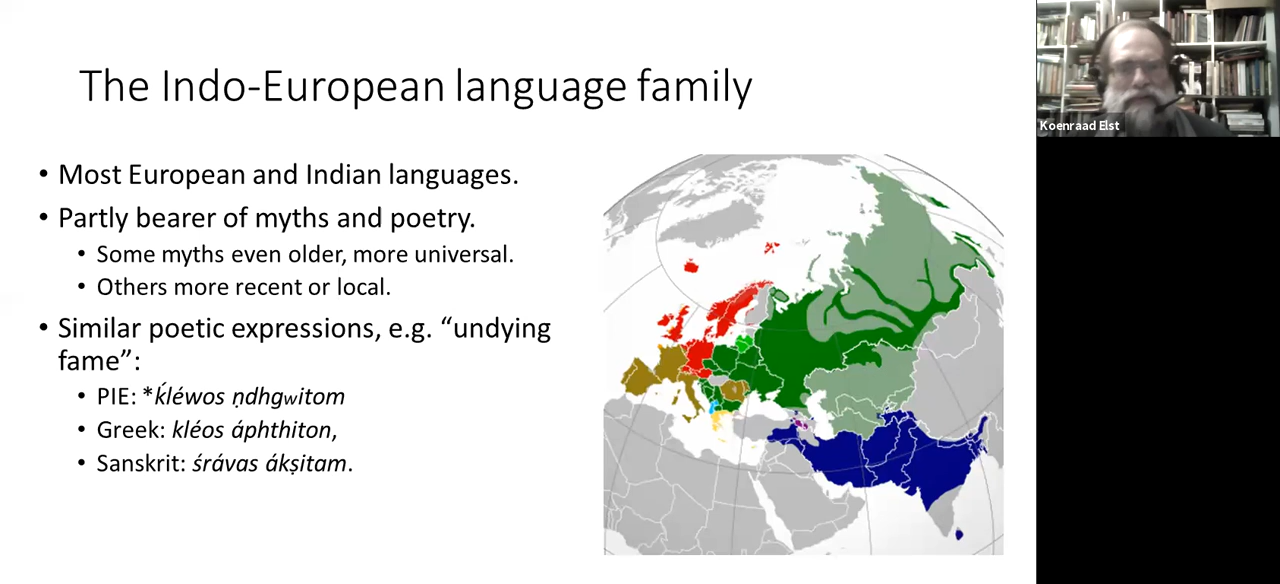 The Indo-European language family
• Most European and Indian languages.
• Partly bearer of myths and poetry.
• Some myths even older, more universal.
• Others more recent or local.
• Similar poetic expressions, e.g. “undying
fame”:
• PIE: *ḱléwos ṇdhgwitom
• Greek: kléos áphthiton,
• Sanskrit: śrávas ákṣitam.
Koenraad Elst